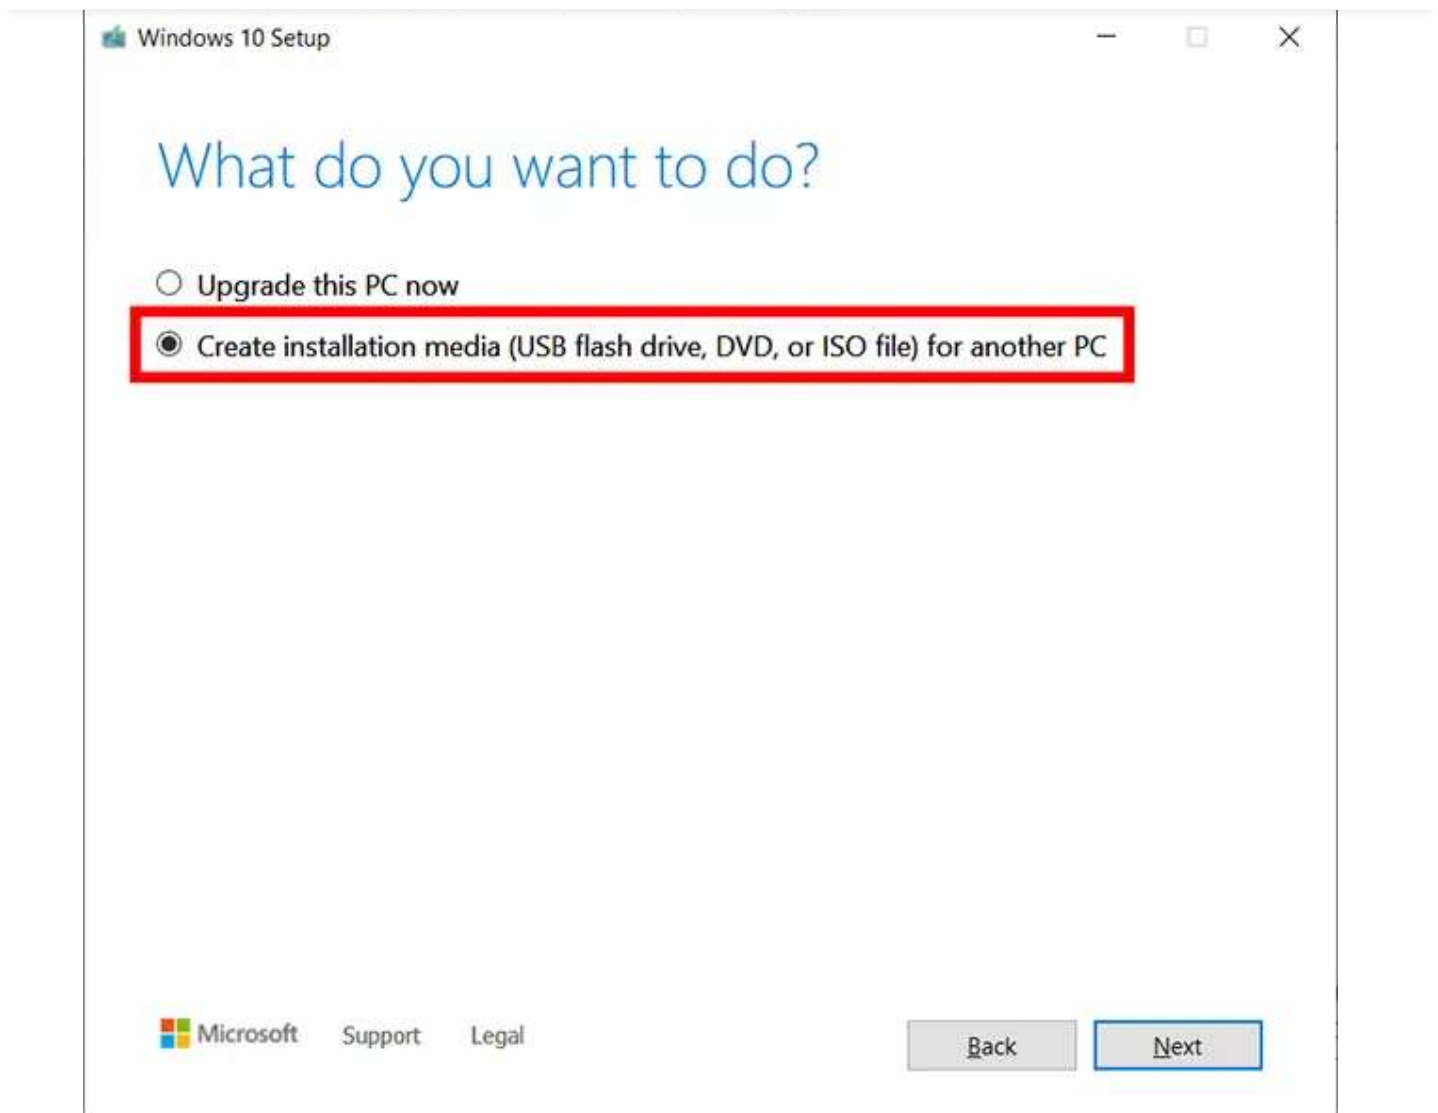 Windows 10 Setup
What do you want to do?
Upgrade this PC now
Create installation media (USB flash drive, DVD, or ISO file) for another PC
Microsoft Support Legal
Back Next